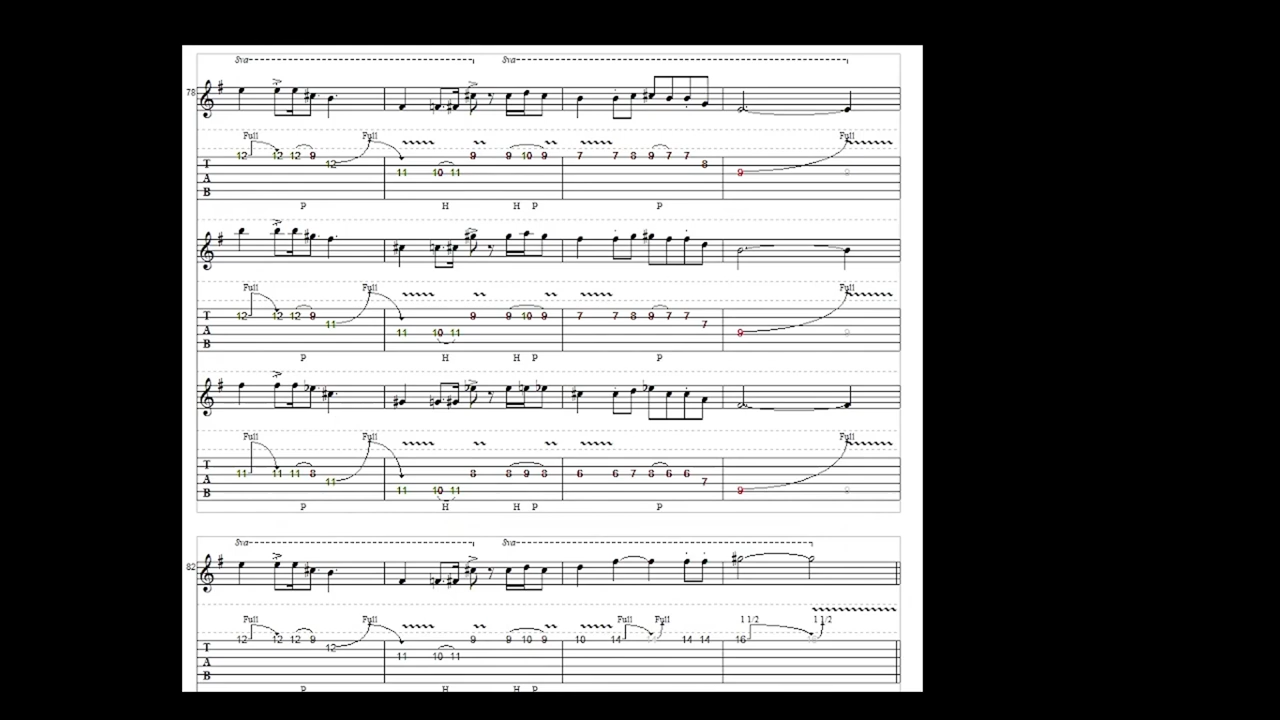 8va 8va
78
Full Full Full
T A B 12 12 12 9 12 11 10 11 9 9 10 9 7 7 8 9 7 7 8 9 9
P H H P P
Full Full Full
T A B 12 12 12 9 11 11 10 11 9 9 10 9 7 7 8 9 7 7 7 9 9
P H H P P
Full Full Full
T A B 11 11 11 8 11 11 10 11 8 8 9 8 6 6 7 8 6 6 7 9 9
P H H P P
8va 8va
82
Full Full Full Full 1 1/2 1 1/2
T A B 12 12 12 9 12 11 10 11 9 9 10 9 10 14 14 14 16
P H H P